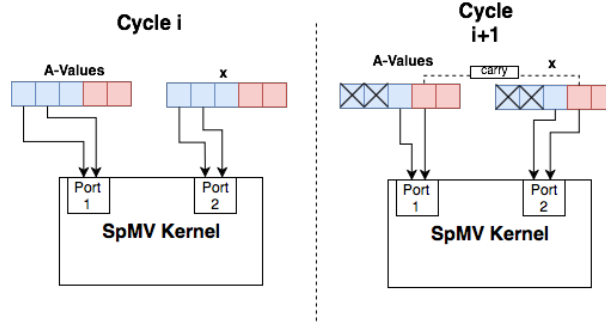 Cycle i
A-Values
x
Port
1
Port
2
SpMV Kernel
Cycle
i+1
A-Values
carry
x
Port
1
Port
2
SpMV Kernel